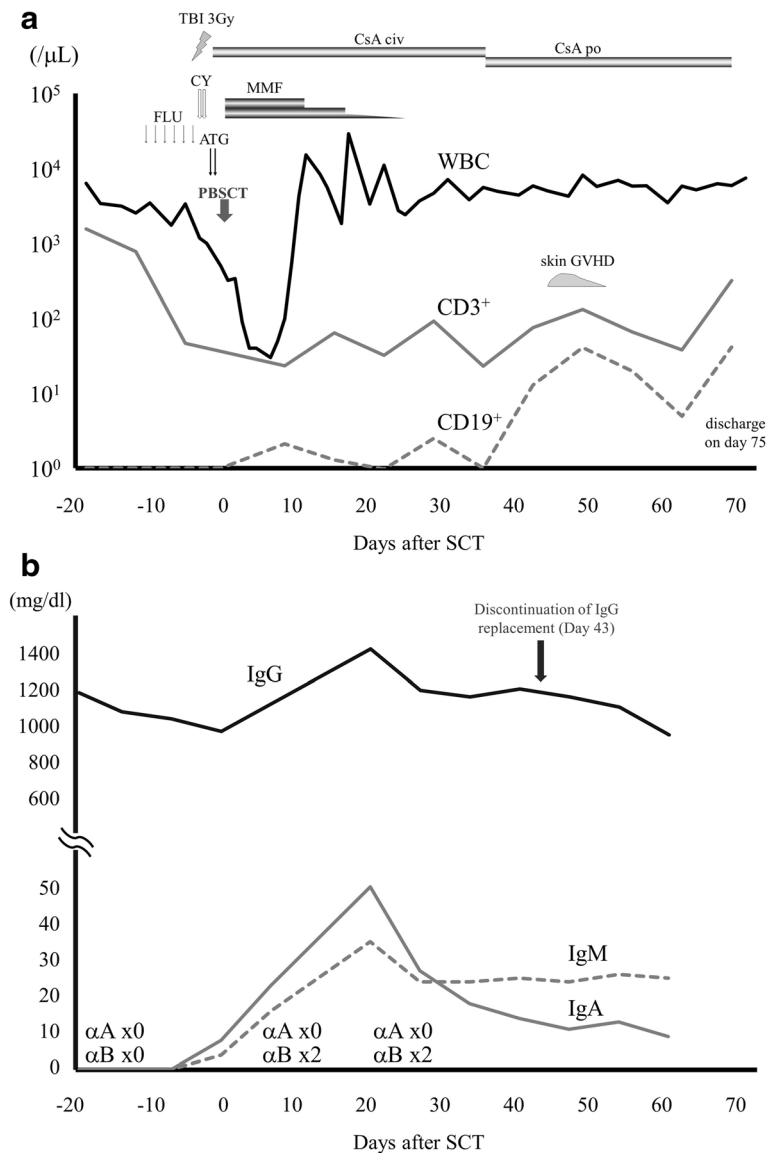 a
TBI 3Gy
(/μL)
CsA civ
CsA po
CY
MMF
10⁵
FLU
ATG
10⁴
WBC
PBSCT
10³
skin GVHD
CD3⁺
10²
10¹
CD19⁺
discharge
on day 75
10⁰
-20 -10 0 10 20 30 40 50 60 70
Days after SCT
b
(mg/dl)
Discontinuation of IgG
replacement (Day 43)
1400
IgG
1200
1000
800
600
50
40
30
IgM
20
IgA
10
αA x0 αA x0 αA x0
αB x0 αB x2 αB x2
0
-20 -10 0 10 20 30 40 50 60 70
Days after SCT